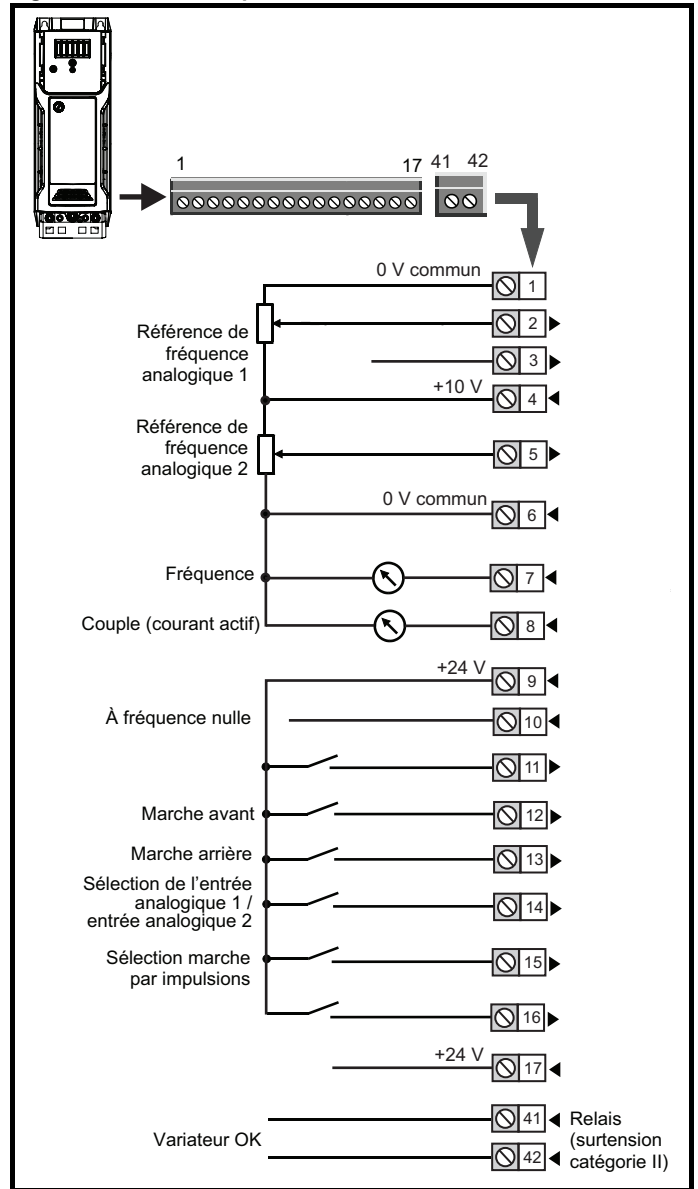 1
17
41
42
0 V commun
1
2
Référence de
fréquence
analogique 1
3
+10 V
4
Référence de
fréquence
analogique 2
5
0 V commun
6
Fréquence
7
Couple (courant actif)
8
+24 V
9
À fréquence nulle
10
11
Marche avant
12
Marche arrière
13
Sélection de l’entrée
analogique 1 /
entrée analogique 2
14
Sélection marche
par impulsions
15
16
+24 V
17
Variateur OK
41
42
Relais
(surtension
catégorie II)